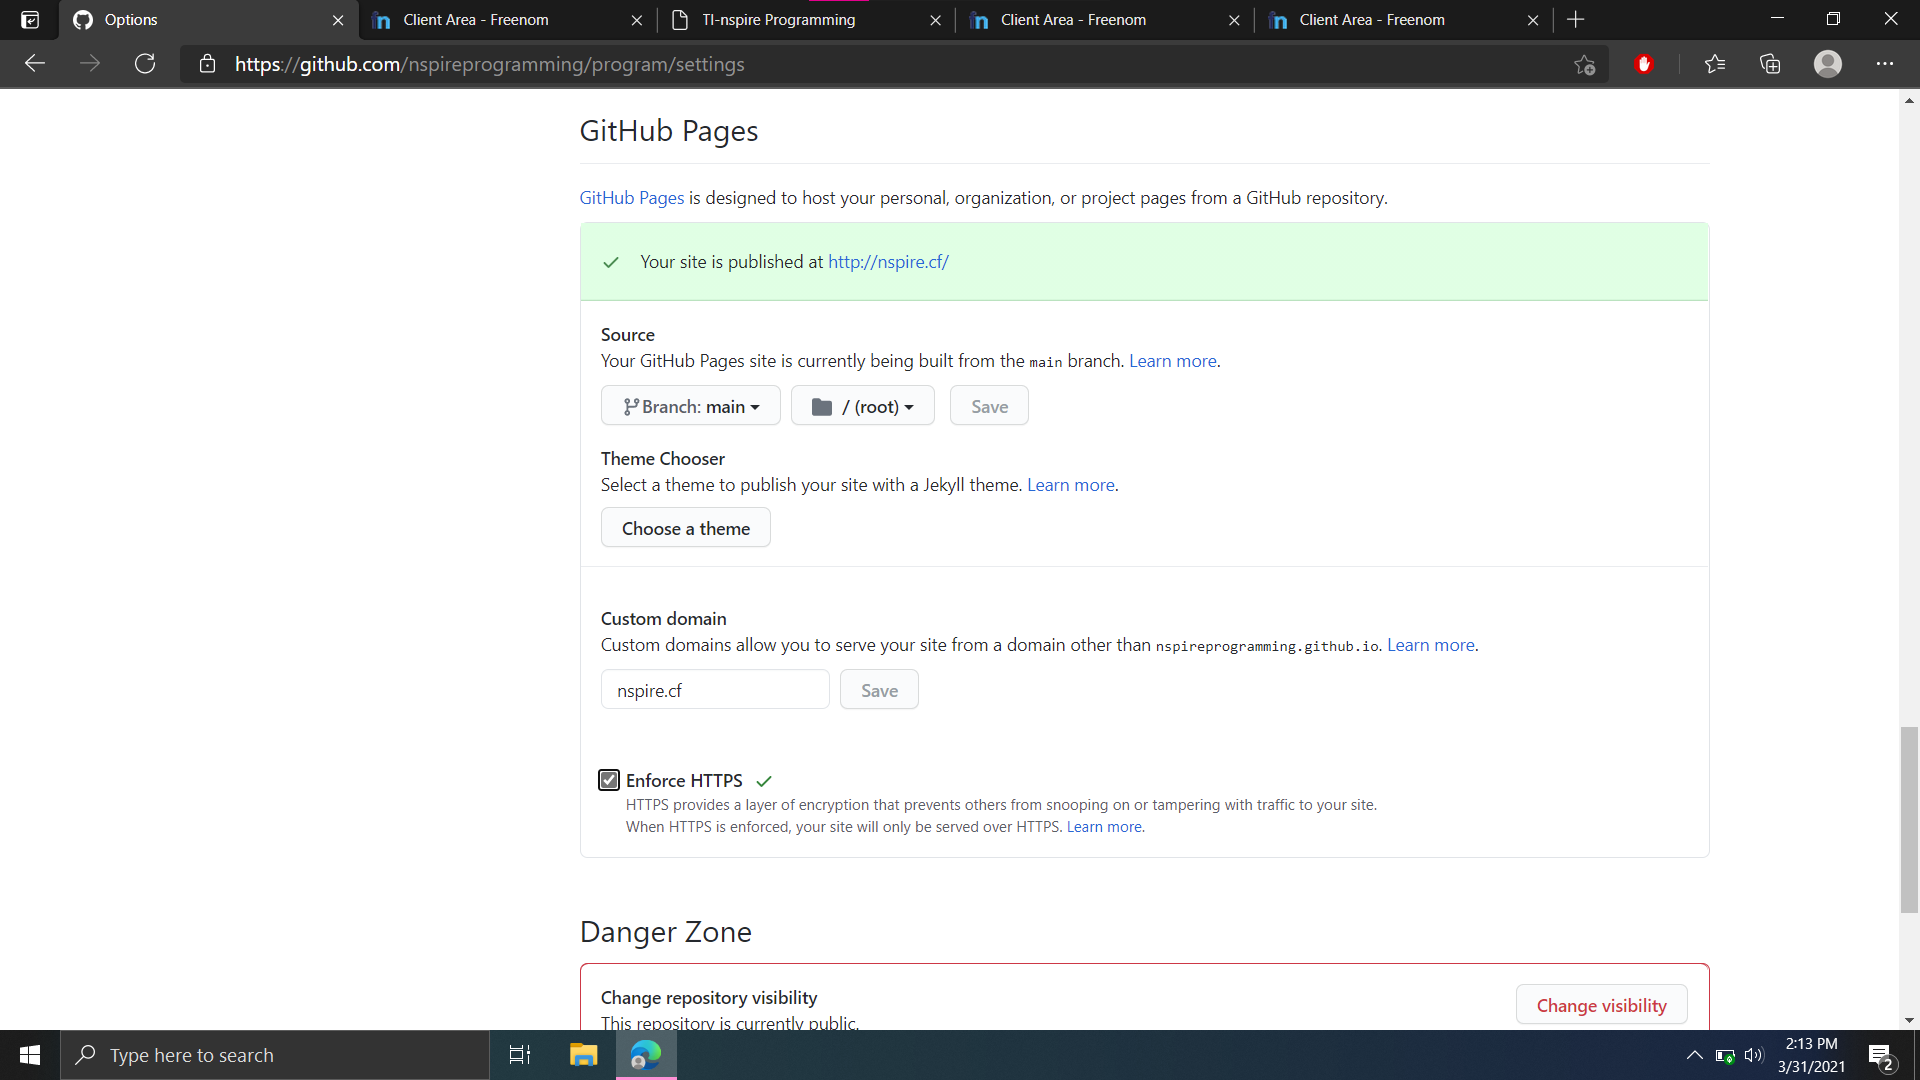 Options
Client Area - Freenom
TI-nspire Programming
Client Area - Freenom
Client Area - Freenom
https://github.com/nspireprogramming/program/settings
GitHub Pages
GitHub Pages is designed to host your personal, organization, or project pages from a GitHub repository.
Your site is published at http://nspire.cf/
Source
Your GitHub Pages site is currently being built from the main branch. Learn more.
Branch: main
/ (root)
Save
Theme Chooser
Select a theme to publish your site with a Jekyll theme. Learn more.
Choose a theme
Custom domain
Custom domains allow you to serve your site from a domain other than nspireprogramming.github.io. Learn more.
nspire.cf
Save
Enforce HTTPS
HTTPS provides a layer of encryption that prevents others from snooping on or tampering with traffic to your site.
When HTTPS is enforced, your site will only be served over HTTPS. Learn more.
Danger Zone
Change repository visibility
This repository is currently public.
Change visibility
Type here to search
2:13 PM
3/31/2021
2